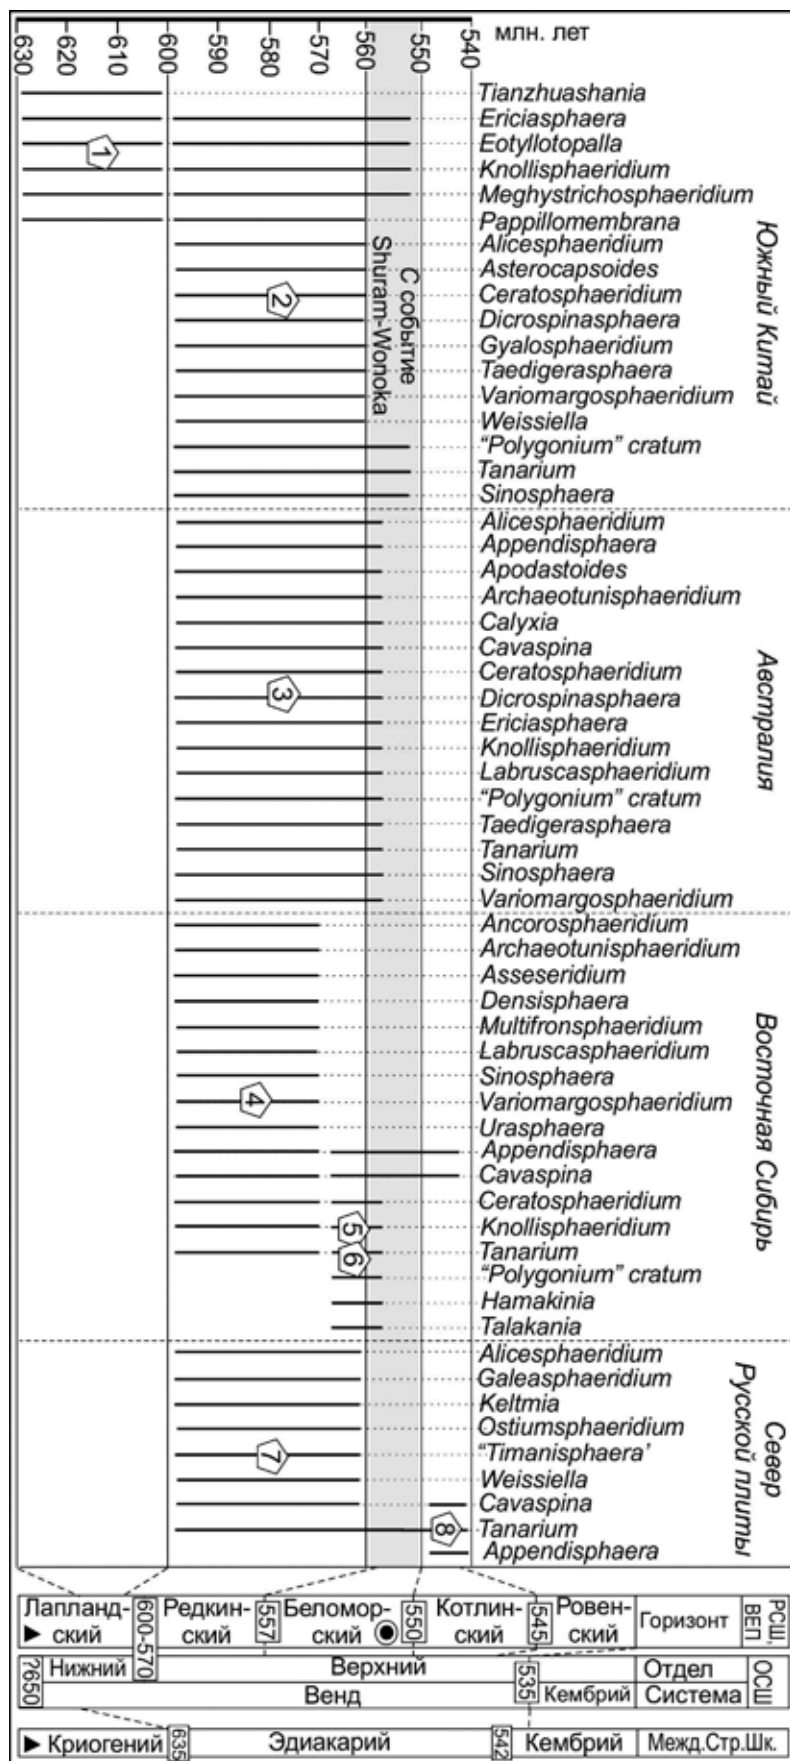 млн. лет
630 620 610 600 590 580 570 560 550 540
Южный Китай
Tianzhuashania
Ericiasphaera
Eotyllotopalla
1
Knollisphaeridium
Meghystrichosphaeridium
Pappillomembrana
Alicesphaeridium
Asterocapsoides
Ceratosphaeridium
2
Dicrospinasphaera
Gyalosphaeridium
Taedigerasphaera
Variomargosphaeridium
Weissiella
“Polygonium” cratum
Tanarium
Sinosphaera
С событие
Shuram-Wonoka
Австралия
Alicesphaeridium
Appendisphaera
Apodastoides
Archaeotunisphaeridium
Calyxia
Cavaspina
Ceratosphaeridium
3
Dicrospinasphaera
Ericiasphaera
Knollisphaeridium
Labruscasphaeridium
“Polygonium” cratum
Taedigerasphaera
Tanarium
Sinosphaera
Variomargosphaeridium
Восточная Сибирь
Ancorosphaeridium
Archaeotunisphaeridium
Asseseridium
Densisphaera
Multifronsphaeridium
Labruscasphaeridium
Sinosphaera
4
Variomargosphaeridium
Urasphaera
Appendisphaera
Cavaspina
Ceratosphaeridium
5
Knollisphaeridium
6
Tanarium
“Polygonium” cratum
Hamakinia
Talakania
Север
Русской плиты
Alicesphaeridium
Galeasphaeridium
Keltmia
Ostiumsphaeridium
7
“Timanisphaera’
Weissiella
Cavaspina
8
Tanarium
Appendisphaera
Лапланд-
ский
600-570
Редкин-
ский
557
Беломор-
ский
550
Котлин-
ский
545
Ровен-
ский
Горизонт
РСШ,
ВЕП
?650
Нижний
Верхний
Отдел
ОСШ
Венд
535
Кембрий
Система
Криогений
635
Эдиакарий
542
Кембрий
Межд.Стр.Шк.